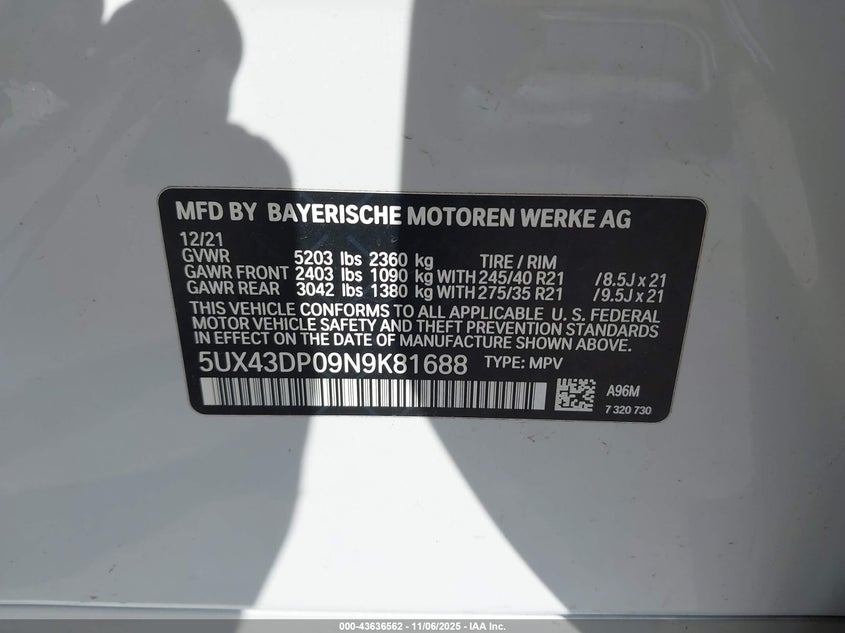 MFD BY BAYERISCHE MOTOREN WERKE AG
12/21
GVWR 5203 lbs 2360 kg TIRE / RIM
GAWR FRONT 2403 lbs 1090 kg WITH 245/40 R21 / 8.5J x 21
GAWR REAR 3042 lbs 1380 kg WITH 275/35 R21 / 9.5J x 21
THIS VEHICLE CONFORMS TO ALL APPLICABLE U. S. FEDERAL
MOTOR VEHICLE SAFETY AND THEFT PREVENTION STANDARDS
IN EFFECT ON THE DATE OF MANUFACTURE SHOWN ABOVE.
5UX43DP09N9K81688 TYPE: MPV
A96M
7 320 730
000-43636562 - 11/06/2025 - IAA Inc.